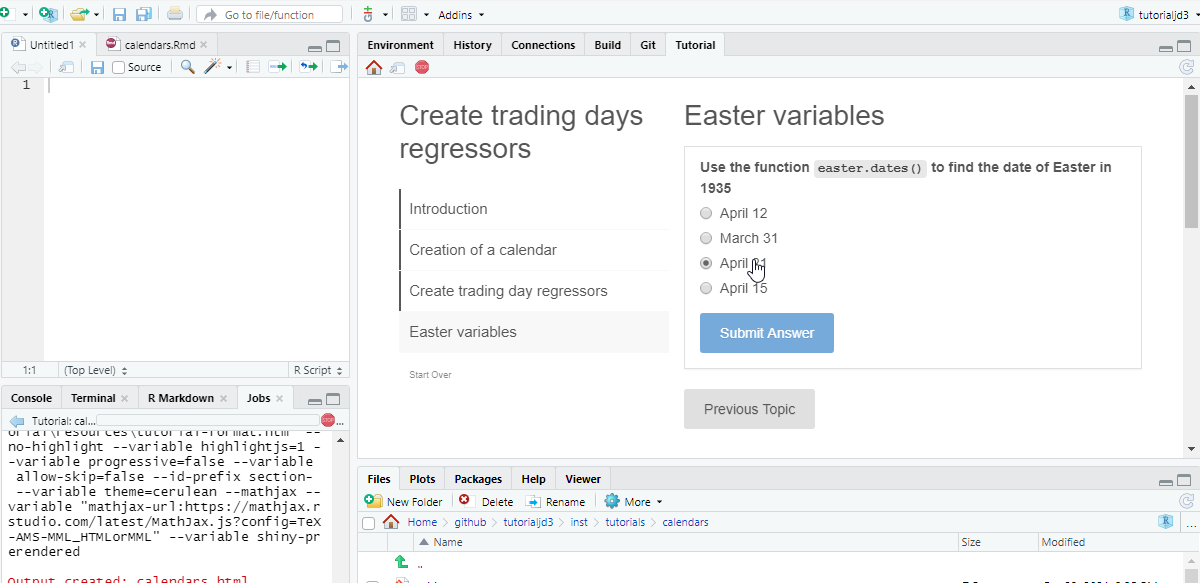 Go to file/function
Addins
tutorialjd3
Untitled1
calendars.Rmd
Source
1
1:1
(Top Level)
R Script
Console
Terminal
R Markdown
Jobs
Tutorial: cal...
orial\resources\tutorial-format.htm" --
no-highlight --variable highlightjs=1 -
-variable progressive=false --variable
allow-skip=false --id-prefix section-
--variable theme=cerulean --mathjax --
variable "mathjax-url:https://mathjax.r
studio.com/latest/MathJax.js?config=TeX
-AMS-MML_HTMLorMML" --variable shiny-pr
erendered
Output created: calendars.html
Environment
History
Connections
Build
Git
Tutorial
STOP
Create trading days
regressors
Introduction
Creation of a calendar
Create trading day regressors
Easter variables
Start Over
Easter variables
Use the function easter.dates() to find the date of Easter in
1935
April 12
March 31
April 21
April 15
Submit Answer
Previous Topic
Files
Plots
Packages
Help
Viewer
New Folder
Delete
Rename
More
Home
github
tutorialjd3
inst
tutorials
calendars
...
Name
Size
Modified
..